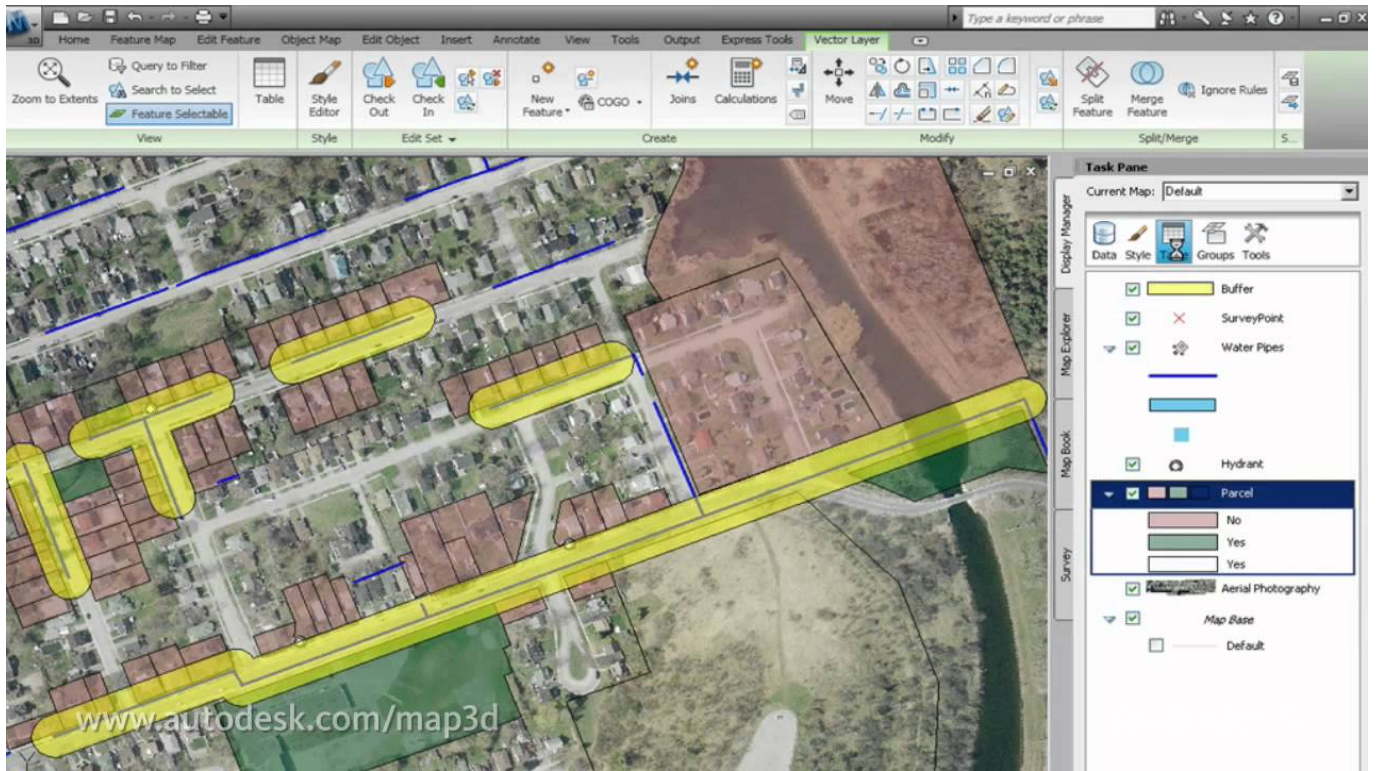 Type a keyword or phrase
3D Home Feature Map Edit Feature Object Map Edit Object Insert Annotate View Tools Output Express Tools Vector Layer
Zoom to Extents
Query to Filter
Search to Select
Feature Selectable
Table
Style Editor
Check Out
Check In
New Feature
COGO
Joins
Calculations
Move
Split Feature
Merge Feature
Ignore Rules
View Style Edit Set Create Modify Split/Merge S...
Task Pane
Current Map: Default
Data Style Groups Tools
Display Manager
Map Explorer
Map Book
Survey
Buffer
SurveyPoint
Water Pipes
Hydrant
Parcel
No
Yes
Yes
Aerial Photography
Map Base
Default
www.autodesk.com/map3d